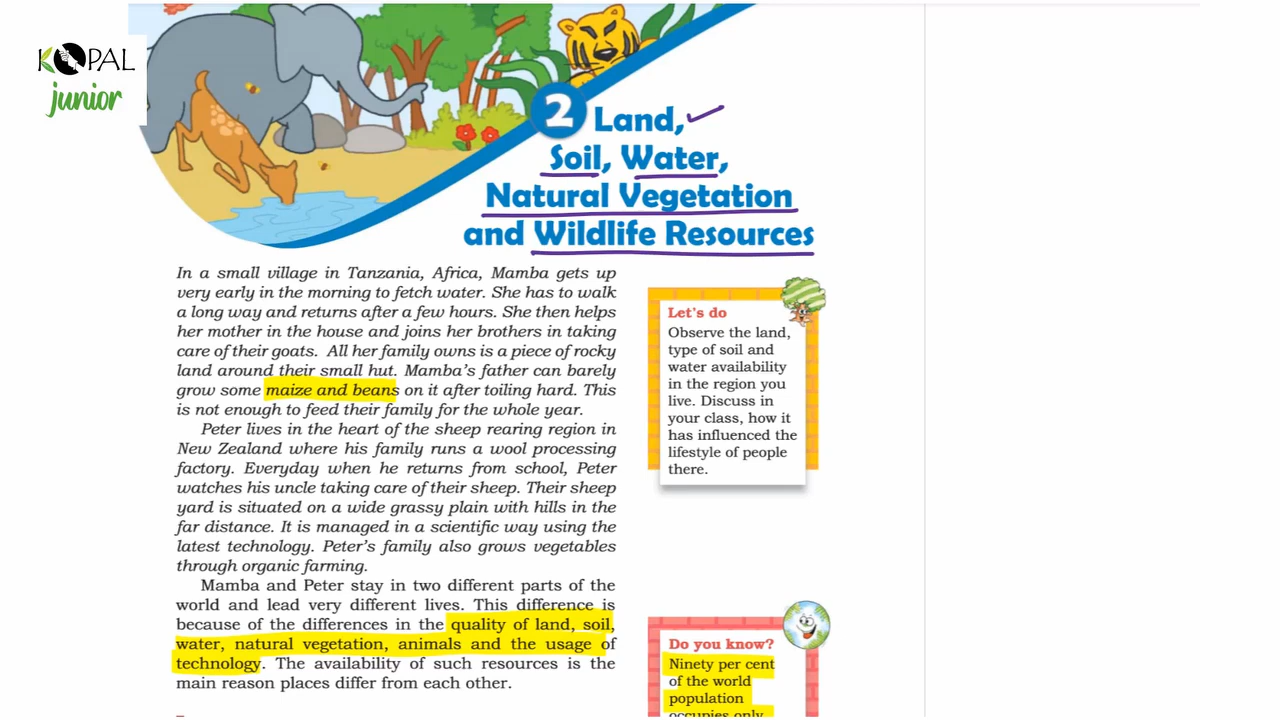 KOPAL
junior
2 Land,
Soil, Water,
Natural Vegetation
and Wildlife Resources
In a small village in Tanzania, Africa, Mamba gets up
very early in the morning to fetch water. She has to walk
a long way and returns after a few hours. She then helps
her mother in the house and joins her brothers in taking
care of their goats. All her family owns is a piece of rocky
land around their small hut. Mamba's father can barely
grow some maize and beans on it after toiling hard. This
is not enough to feed their family for the whole year.
Peter lives in the heart of the sheep rearing region in
New Zealand where his family runs a wool processing
factory. Everyday when he returns from school, Peter
watches his uncle taking care of their sheep. Their sheep
yard is situated on a wide grassy plain with hills in the
far distance. It is managed in a scientific way using the
latest technology. Peter's family also grows vegetables
through organic farming.
Mamba and Peter stay in two different parts of the
world and lead very different lives. This difference is
because of the differences in the quality of land, soil,
water, natural vegetation, animals and the usage of
technology. The availability of such resources is the
main reason places differ from each other.
Let's do
Observe the land,
type of soil and
water availability
in the region you
live. Discuss in
your class, how it
has influenced the
lifestyle of people
there.
Do you know?
Ninety per cent
of the world
population
occupies only